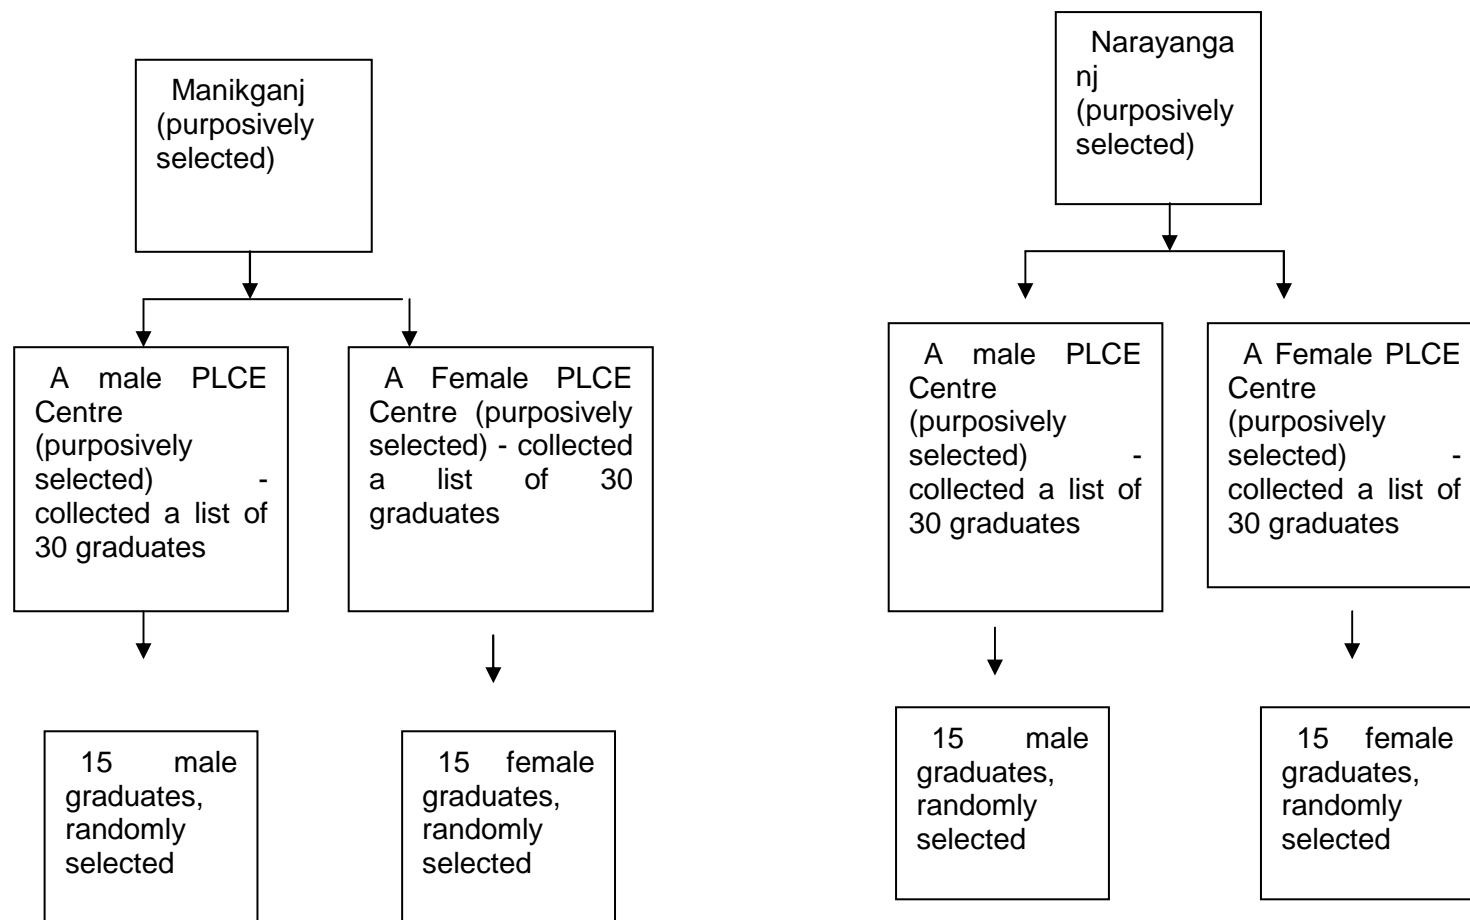 Manikganj
(purposively
selected)
Narayanga
nj
(purposively
selected)
A male PLCE
Centre
(purposively
selected) -
collected a list of
30 graduates
A Female PLCE
Centre (purposively
selected) - collected
a list of 30
graduates
A male PLCE
Centre
(purposively
selected) -
collected a list of
30 graduates
A Female PLCE
Centre
(purposively
selected) -
collected a list of
30 graduates
15 male
graduates,
randomly
selected
15 female
graduates,
randomly
selected
15 male
graduates,
randomly
selected
15 female
graduates,
randomly
selected